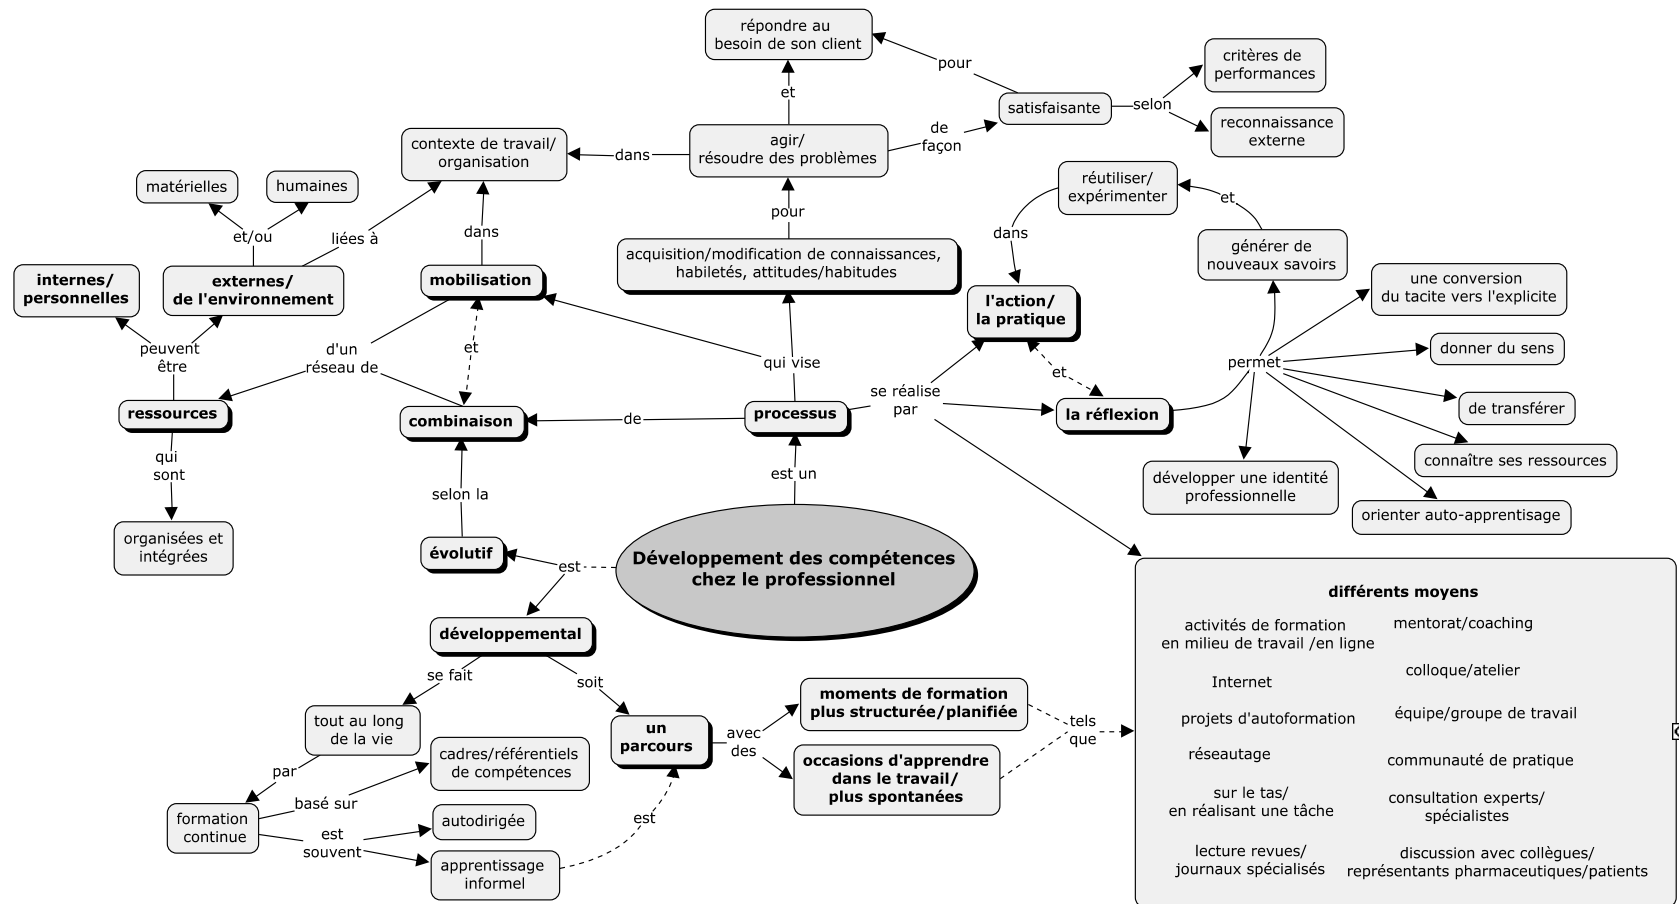 répondre au
besoin de son client
pour
critères de
performances
et
satisfaisante
selon
reconnaissance
externe
contexte de travail/
organisation
dans
agir/
résoudre des problèmes
de
façon
matérielles
humaines
et/ou
liées à
dans
pour
réutiliser/
expérimenter
et
dans
générer de
nouveaux savoirs
internes/
personnelles
externes/
de l'environnement
mobilisation
acquisition/modification de connaissances,
habiletés, attitudes/habitudes
l'action/
la pratique
une conversion
du tacite vers l'explicite
peuvent
être
d'un
réseau de
et
qui vise
permet
donner du sens
et
se réalise
par
ressources
combinaison
de
processus
la réflexion
de transférer
qui
sont
selon la
est un
développer une identité
professionnelle
connaître ses ressources
orienter auto-apprentisage
organisées et
intégrées
évolutif
est
Développement des compétences
chez le professionnel
développemental
se fait
soit
tout au long
de la vie
un
parcours
avec
des
moments de formation
plus structurée/planifiée
occasions d'apprendre
dans le travail/
plus spontanées
tels
que
par
cadres/référentiels
de compétences
basé sur
formation
continue
est
souvent
autodirigée
apprentissage
informel
est
différents moyens
activités de formation
en milieu de travail /en ligne
mentorat/coaching
Internet
colloque/atelier
projets d'autoformation
équipe/groupe de travail
réseautage
communauté de pratique
sur le tas/
en réalisant une tâche
consultation experts/
spécialistes
lecture revues/
journaux spécialisés
discussion avec collègues/
représentants pharmaceutiques/patients